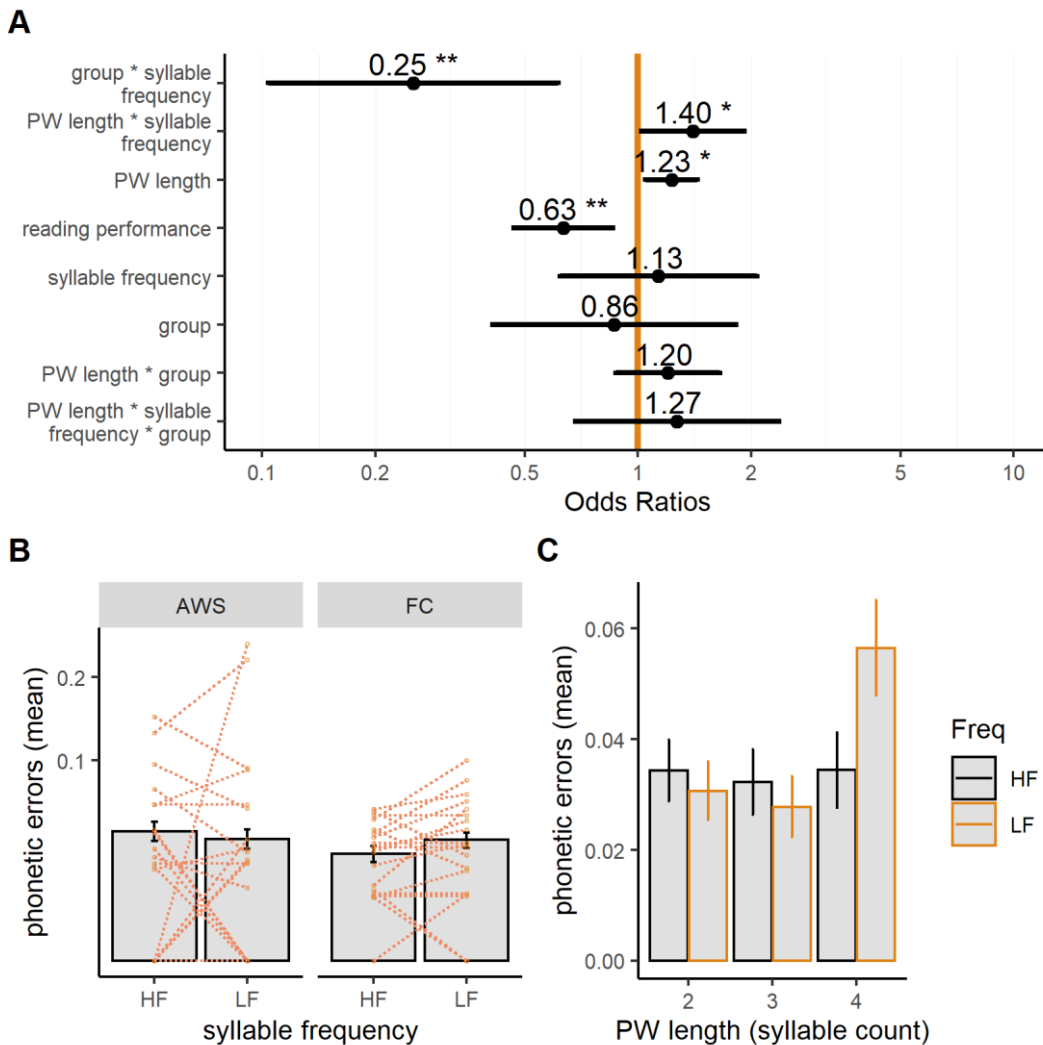 A
group * syllable
frequency
0.25 **
PW length * syllable
frequency
1.40 *
PW length
1.23 *
reading performance
0.63 **
syllable frequency
1.13
group
0.86
PW length * group
1.20
PW length * syllable
frequency * group
1.27
0.1 0.2 0.5 1 2 5 10
Odds Ratios
B
AWS FC
phonetic errors (mean)
0.2
0.1
HF LF HF LF
syllable frequency
C
phonetic errors (mean)
0.06
0.04
0.02
0.00
2 3 4
PW length (syllable count)
Freq
HF
LF